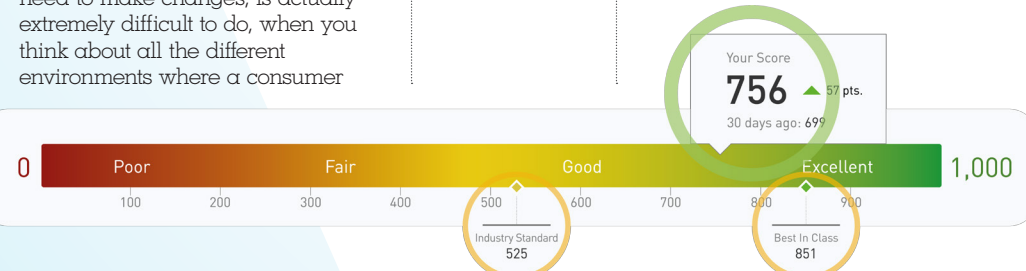 need to make changes, is actually
extremely difficult to do, when you
think about all the different
environments where a consumer
Your Score
756 57 pts.
30 days ago: 699
0 Poor Fair Good Excellent 1,000
100 200 300 400 500 600 700 800 900
Industry Standard
525
Best In Class
851